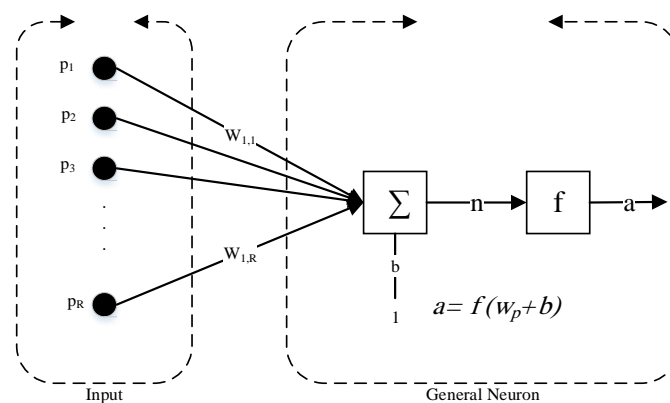 p1
p2
p3
.
.
.
pR
W1,1
W1,R
∑
n
f
a
b
1
a= f(wp+b)
Input
General Neuron